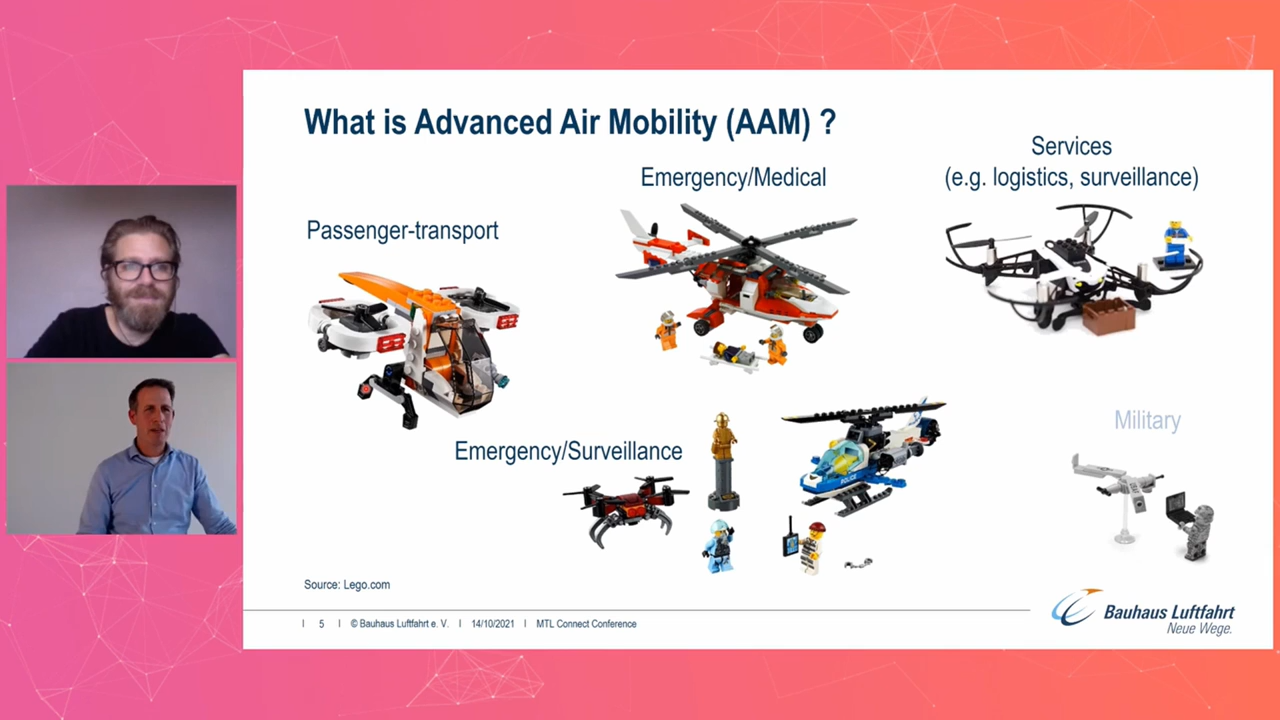 What is Advanced Air Mobility (AAM) ?
Services
(e.g. logistics, surveillance)
Emergency/Medical
Passenger-transport
Military
Emergency/Surveillance
POLICE
Source: Lego.com
5 © Bauhaus Luftfahrt e. V. 14/10/2021 MTL Connect Conference
Bauhaus Luftfahrt
Neue Wege.